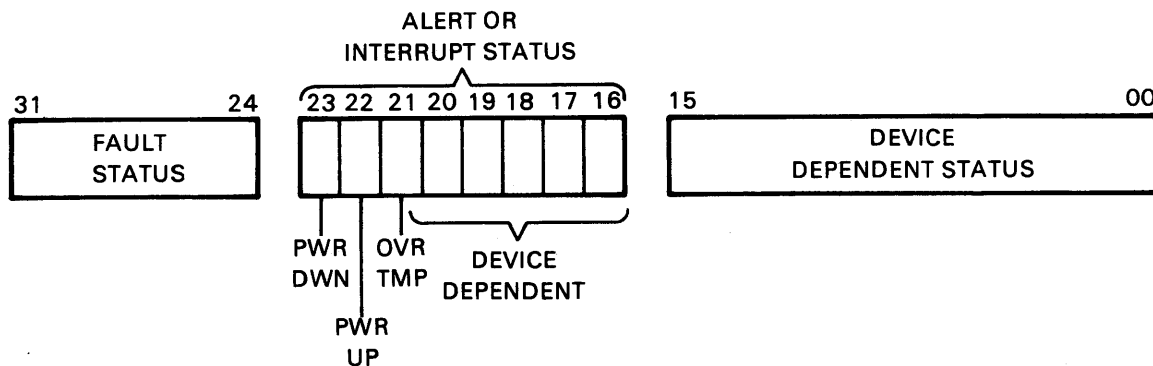 ALERT OR
INTERRUPT STATUS
31 24 23 22 21 20 19 18 17 16 15 00
FAULT
STATUS
DEVICE
DEPENDENT STATUS
PWR
DWN
OVR
TMP
DEVICE
DEPENDENT
PWR
UP